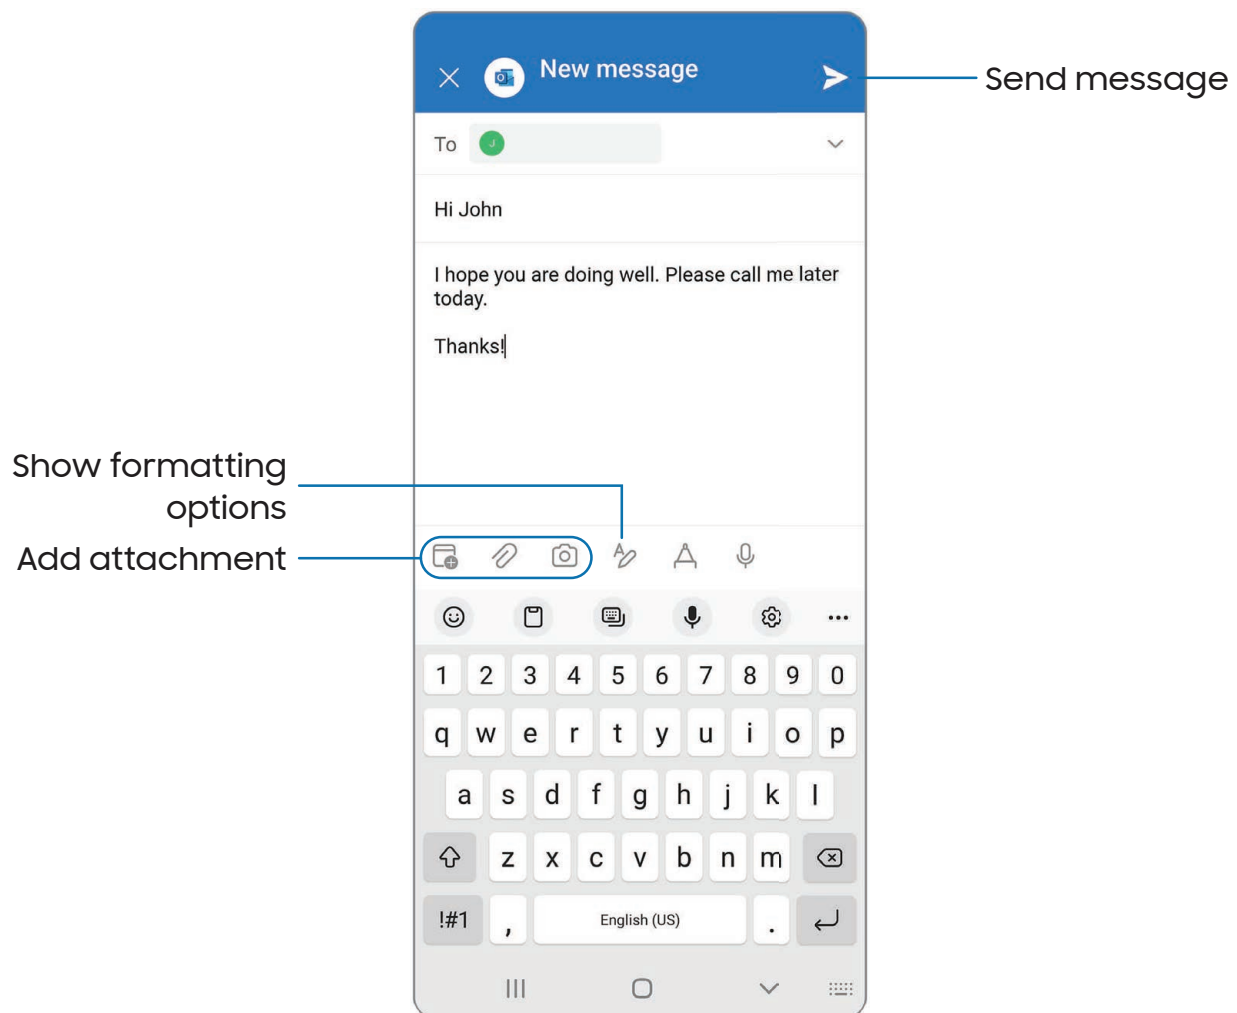 New message
Send message
To J
Hi John
I hope you are doing well. Please call me later
today.
Thanks!
Show formatting
options
Add attachment
1 2 3 4 5 6 7 8 9 0
q w e r t y u i o p
a s d f g h j k l
z x c v b n m
!#1 , English (US) .